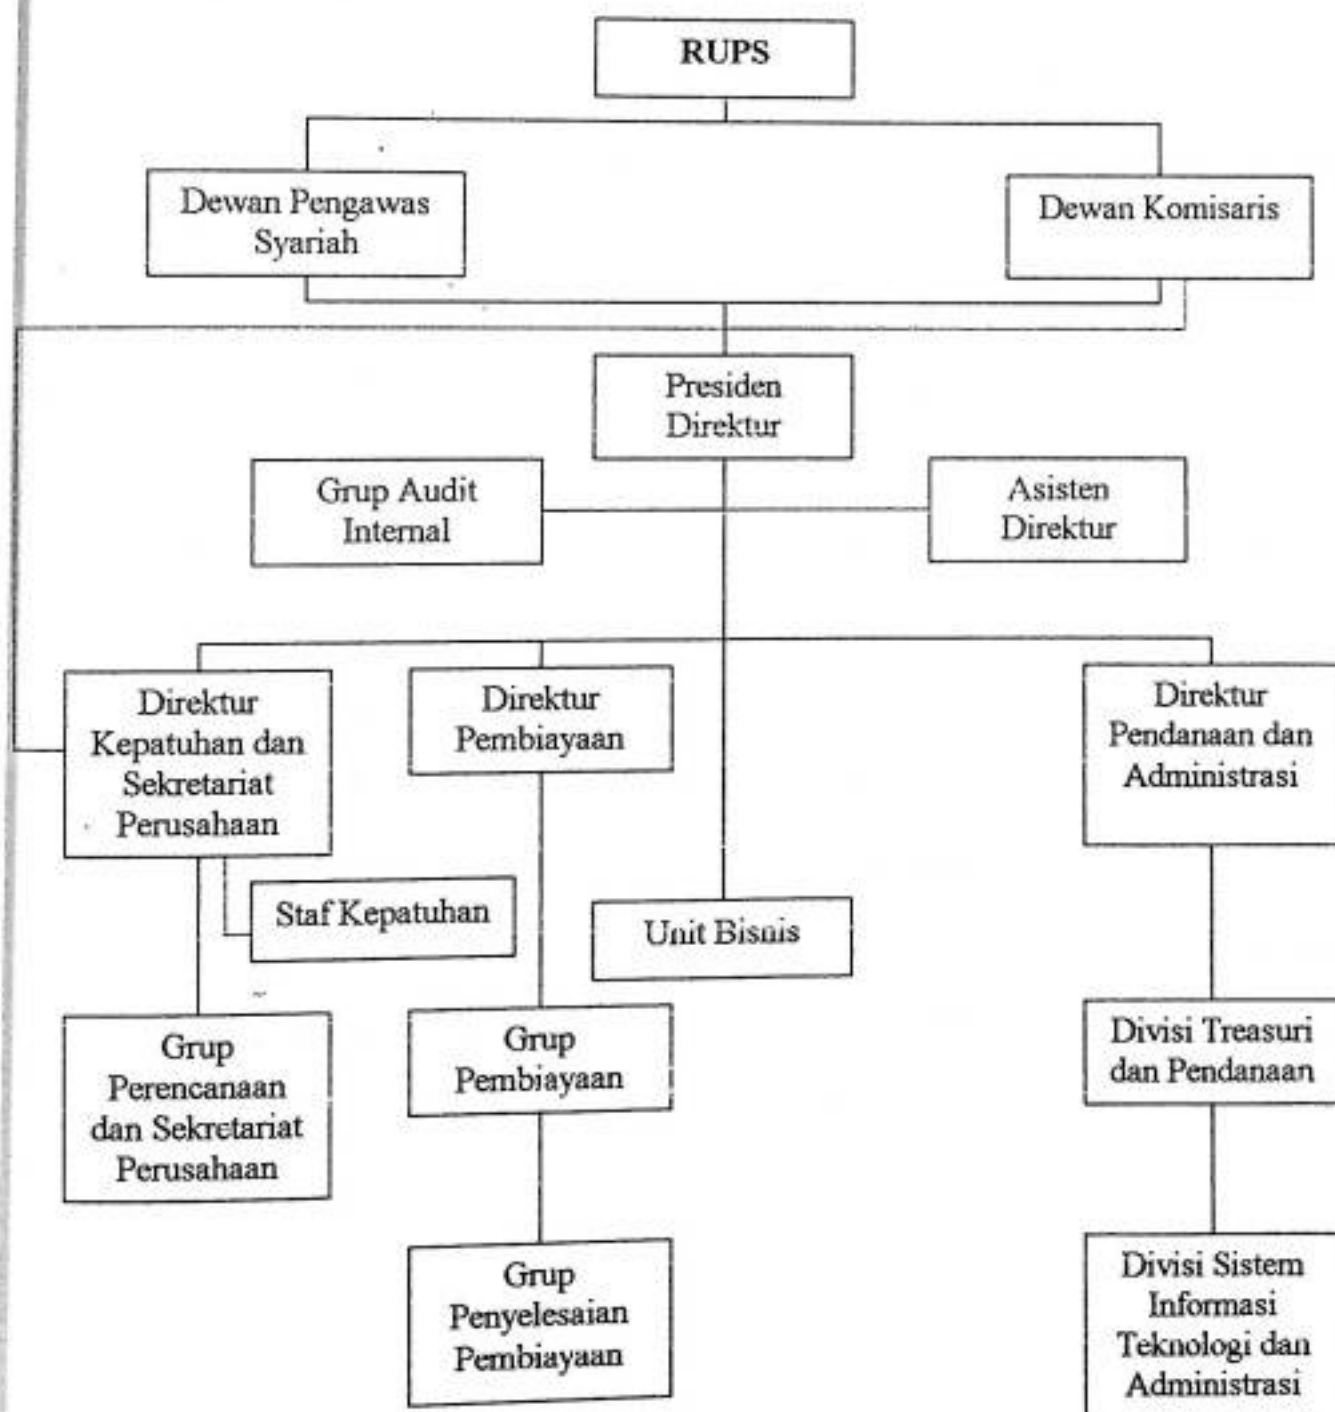 RUPS
Dewan Pengawas
Syariah
Dewan Komisaris
Presiden
Direktur
Grup Audit
Internal
Asisten
Direktur
Direktur
Kepatuhan dan
Sekretariat
Perusahaan
Direktur
Pembiayaan
Direktur
Pendanaan dan
Administrasi
Staf Kepatuhan
Unit Bisnis
Grup
Perencanaan
dan Sekretariat
Perusahaan
Grup
Pembiayaan
Divisi Treasuri
dan Pendanaan
Grup
Penyelesaian
Pembiayaan
Divisi Sistem
Informasi
Teknologi dan
Administrasi